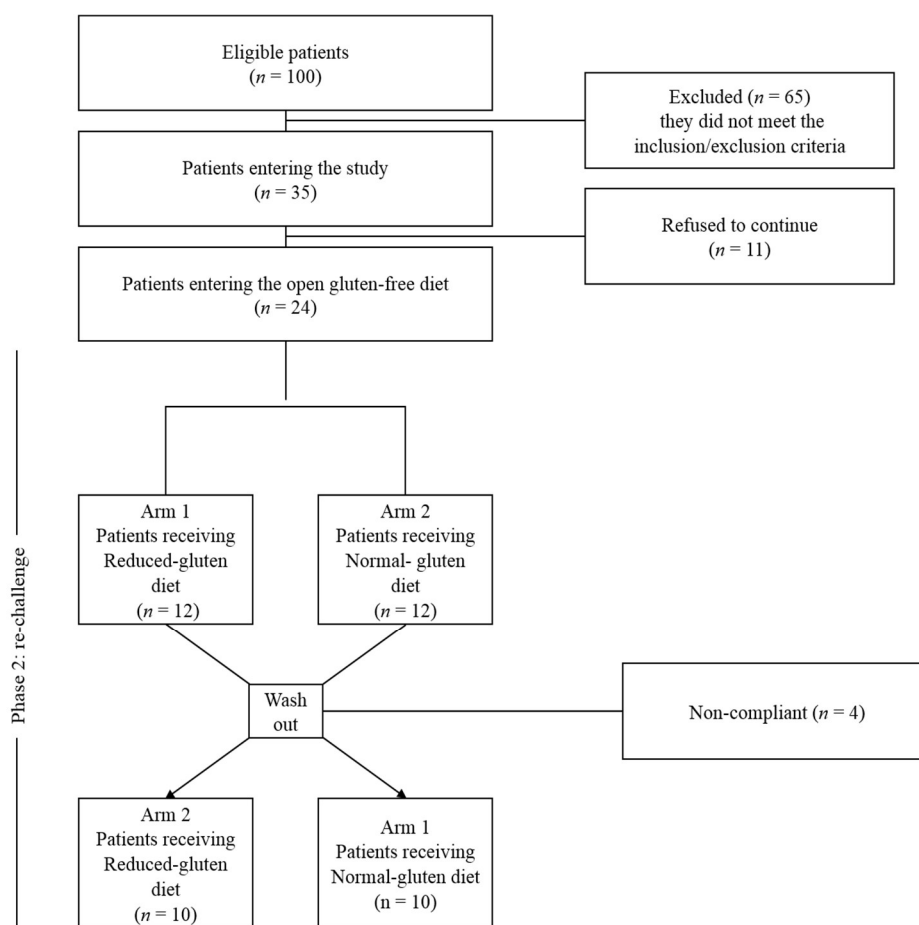 Eligible patients
(n = 100)
Excluded (n = 65)
they did not meet the
inclusion/exclusion criteria
Patients entering the study
(n = 35)
Refused to continue
(n = 11)
Patients entering the open gluten-free diet
(n = 24)
Phase 2: re-challenge
Arm 1
Patients receiving
Reduced-gluten
diet
(n = 12)
Arm 2
Patients receiving
Normal- gluten
diet
(n = 12)
Wash
out
Non-compliant (n = 4)
Arm 2
Patients receiving
Reduced-gluten
diet
(n = 10)
Arm 1
Patients receiving
Normal-gluten diet
(n = 10)